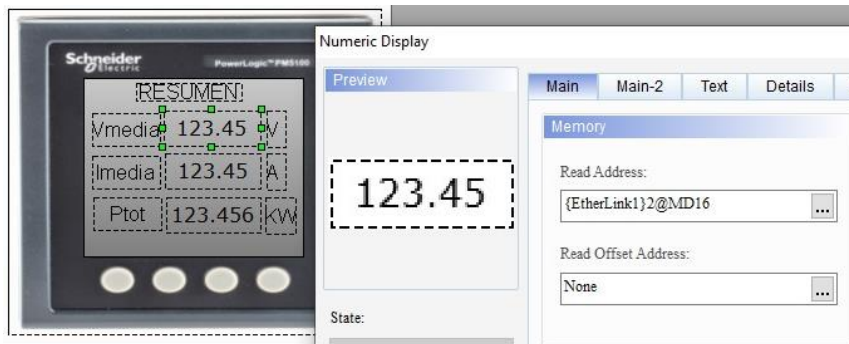 Schneider
Electric
PowerLogic™ PM5100
RESUMEN
Vmedia 123.45 V
Imedia 123.45 A
Ptot 123.456 kW
Numeric Display
Preview
123.45
State:
Main Main-2 Text Details
Memory
Read Address:
{EtherLink1}2@MD16 ...
Read Offset Address:
None ...